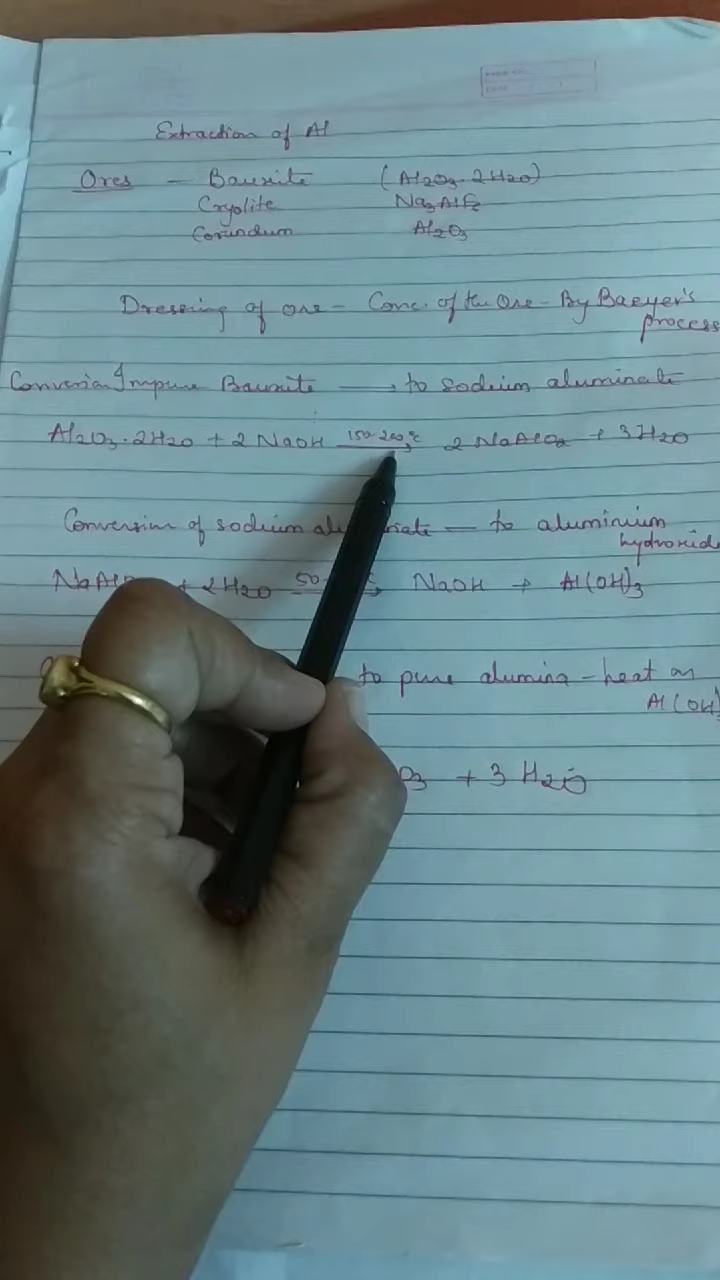 Extraction of Al
Ores - Bauxite (Al2O3.2H2O)
Cryolite Na3AlF6
Corundum Al2O3
Dressing of ore - Conc. of the Ore - By Baeyer's
process
Conversion Impure Bauxite → to sodium aluminate
Al2O3.2H2O + 2NaOH 150-200°C → 2NaAlO2 + 3H2O
Conversion of sodium - to aluminium
hydroxide
+ 2H2O 50 → NaOH + Al(OH)3
to pure alumina - heat on
Al(OH)
O3 + 3H2O